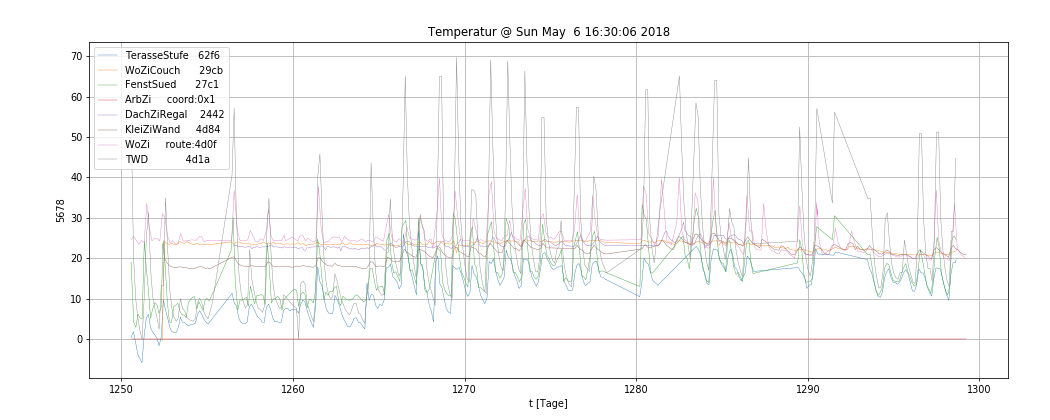 Temperatur @ Sun May  6 16:30:06 2018
70
60
50
40
30
20
10
0
5678
TerasseStufe   62f6
WoZiCouch      29cb
FenstSued      27c1
ArbZi     coord:0x1
DachZiRegal    2442
KleiZiWand     4d84
WoZi     route:4d0f
TWD            4d1a
1250
1260
1270
1280
1290
1300
t [Tage]